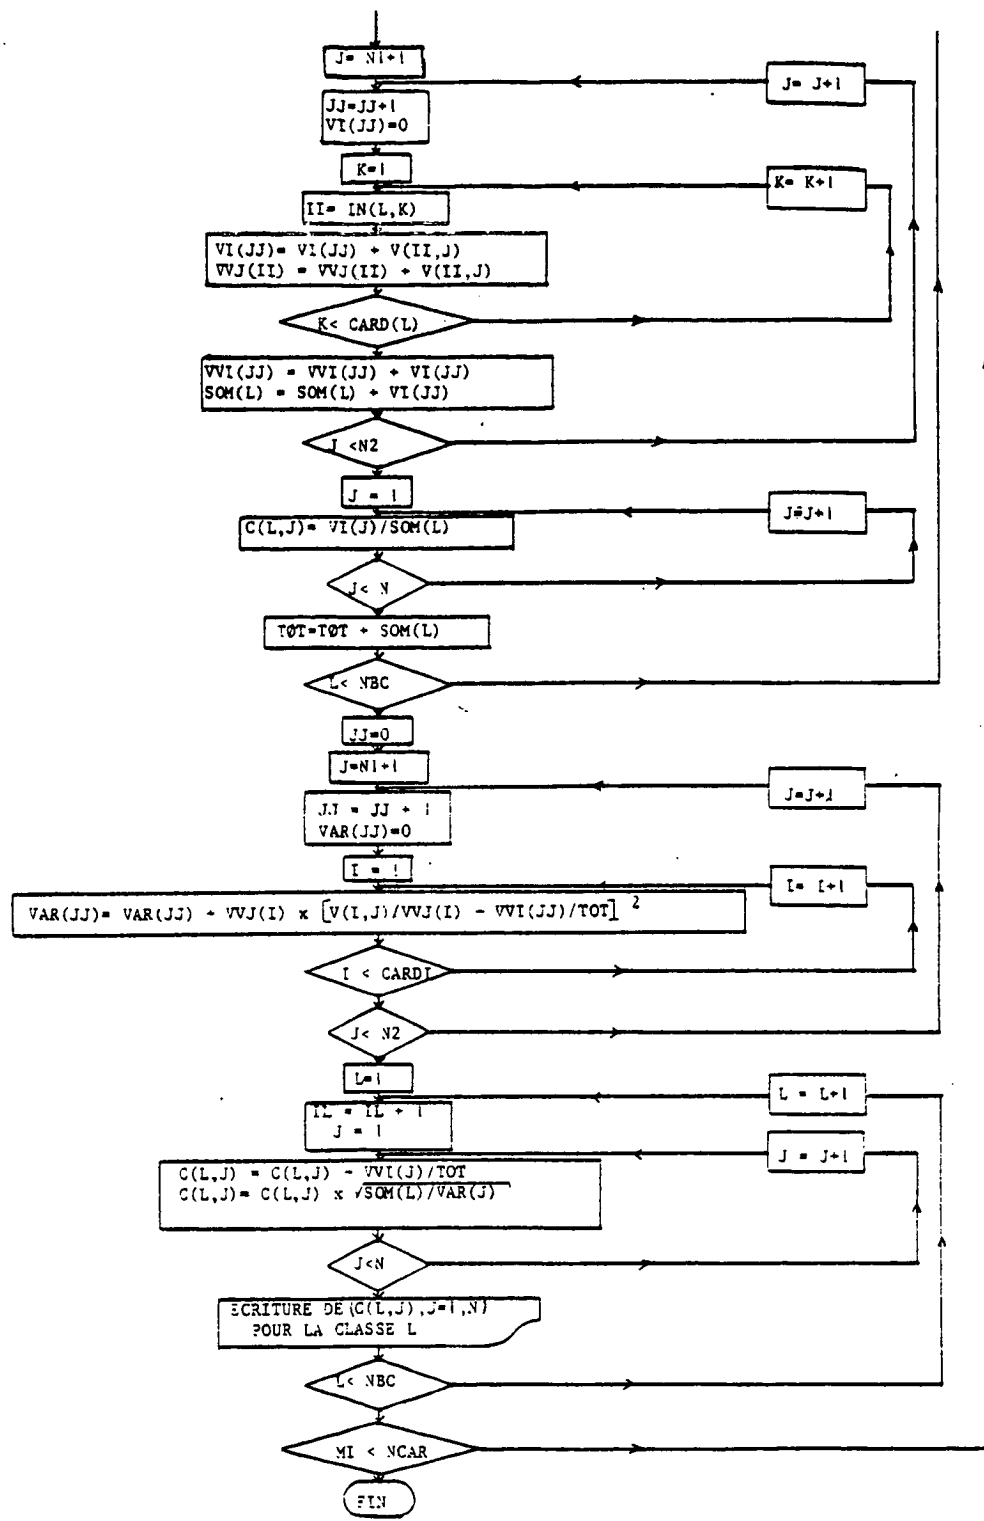 J= N1+1
J= J+1
JJ=JJ+1
VI(JJ)=0
K=1
K= K+1
II= IN(L,K)
VI(JJ)= VI(JJ) + V(II,J)
VVJ(II) = VVJ(II) + V(II,J)
K< CARD(L)
VVI(JJ) = VVI(JJ) + VI(JJ)
SOM(L) = SOM(L) + VI(JJ)
J <N2
J = 1
J=J+1
C(L,J)= VI(J)/SOM(L)
J< N
TØT=TØT + SOM(L)
L< NBC
JJ=0
J=N1+1
J=J+1
JJ = JJ + 1
VAR(JJ)=0
I = 1
I= I+1
VAR(JJ)= VAR(JJ) + VVJ(I) x [V(I,J)/VVJ(I) - VVI(JJ)/TOT] 2
I < CARDI
J< N2
L=1
L = L+1
IL = IL + 1
J = 1
J = J+1
C(L,J) = C(L,J) - VVI(J)/TOT
C(L,J)= C(L,J) x √SOM(L)/VAR(J)
J<N
ECRITURE DE(C(L,J),J=1,N)
POUR LA CLASSE L
L< NBC
MI < NCAR
FIN